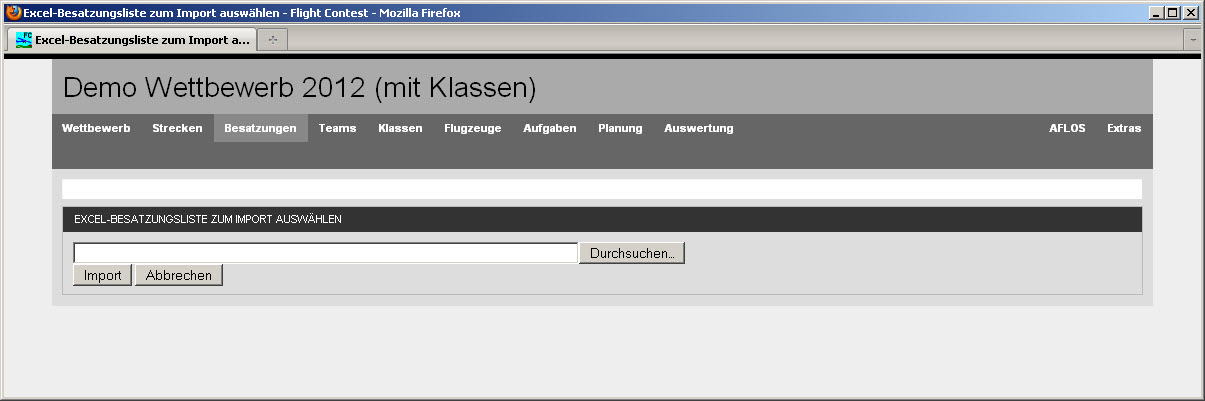 Excel-Besatzungsliste zum Import auswählen - Flight Contest - Mozilla Firefox
FC Excel-Besatzungsliste zum Import a...
Demo Wettbewerb 2012 (mit Klassen)
Wettbewerb Strecken Besatzungen Teams Klassen Flugzeuge Aufgaben Planung Auswertung AFLOS Extras
EXCEL-BESATZUNGSLISTE ZUM IMPORT AUSWÄHLEN
Durchsuchen...
Import Abbrechen